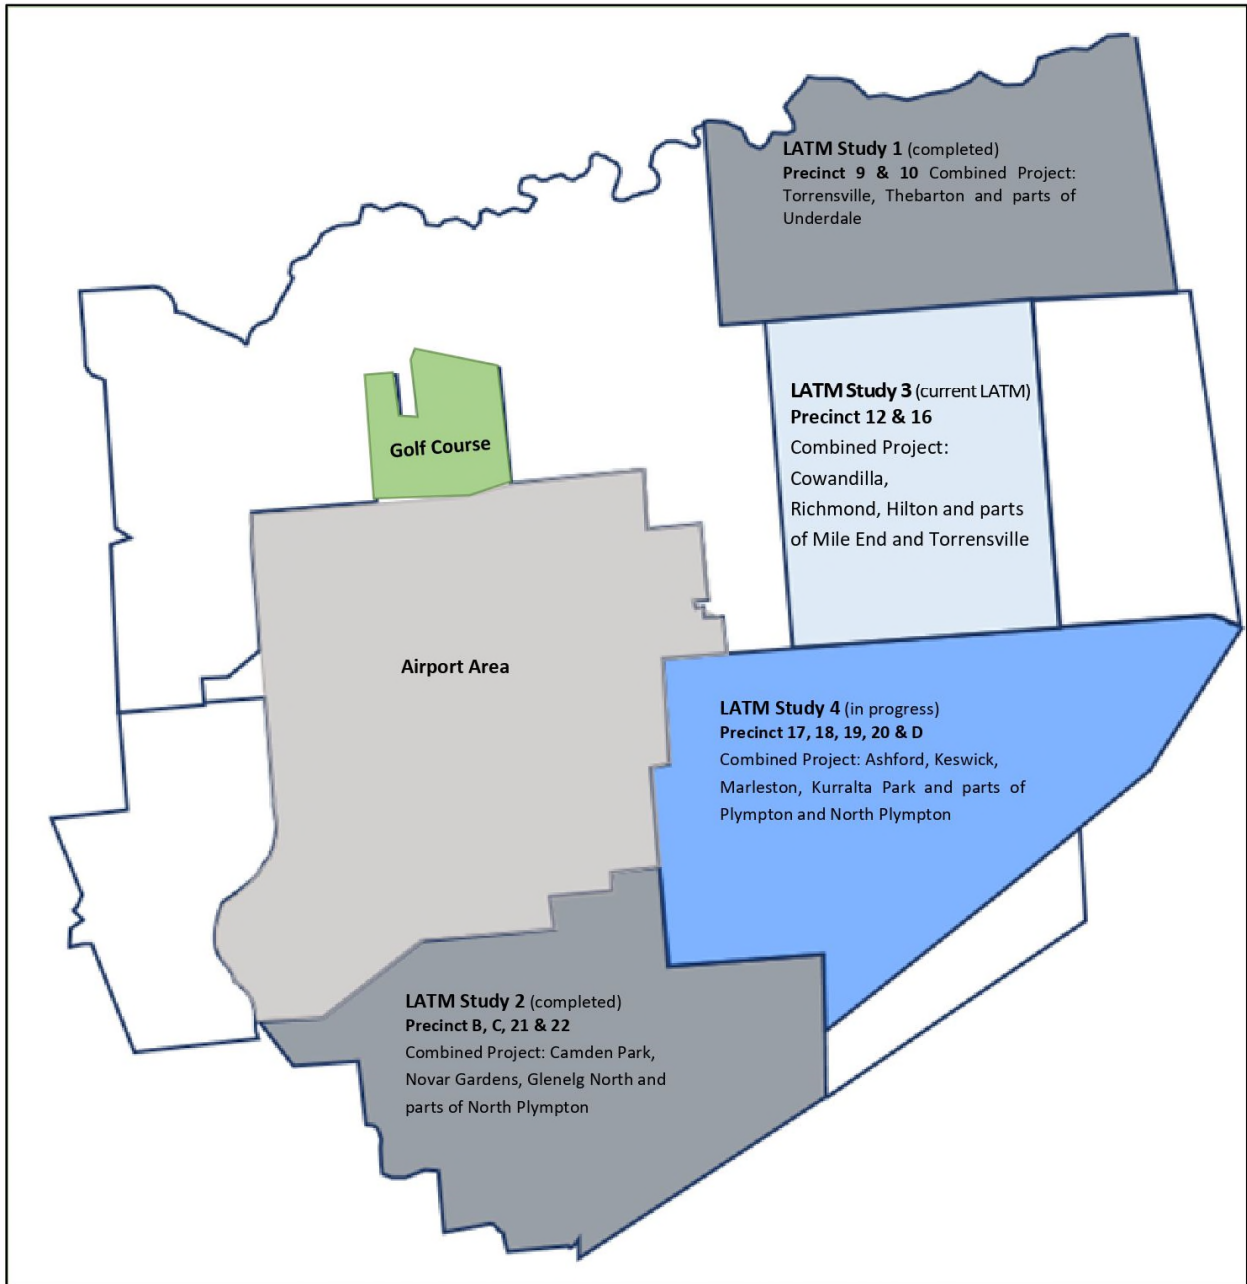 LATM Study 1 (completed)
Precinct 9 & 10 Combined Project:
Torrensville, Thebarton and parts of
Underdale
LATM Study 3 (current LATM)
Precinct 12 & 16
Combined Project:
Cowandilla,
Richmond, Hilton and parts
of Mile End and Torrensville
Golf Course
Airport Area
LATM Study 4 (in progress)
Precinct 17, 18, 19, 20 & D
Combined Project: Ashford, Keswick,
Marleston, Kurralta Park and parts of
Plympton and North Plympton
LATM Study 2 (completed)
Precinct B, C, 21 & 22
Combined Project: Camden Park,
Novar Gardens, Glenelg North and
parts of North Plympton